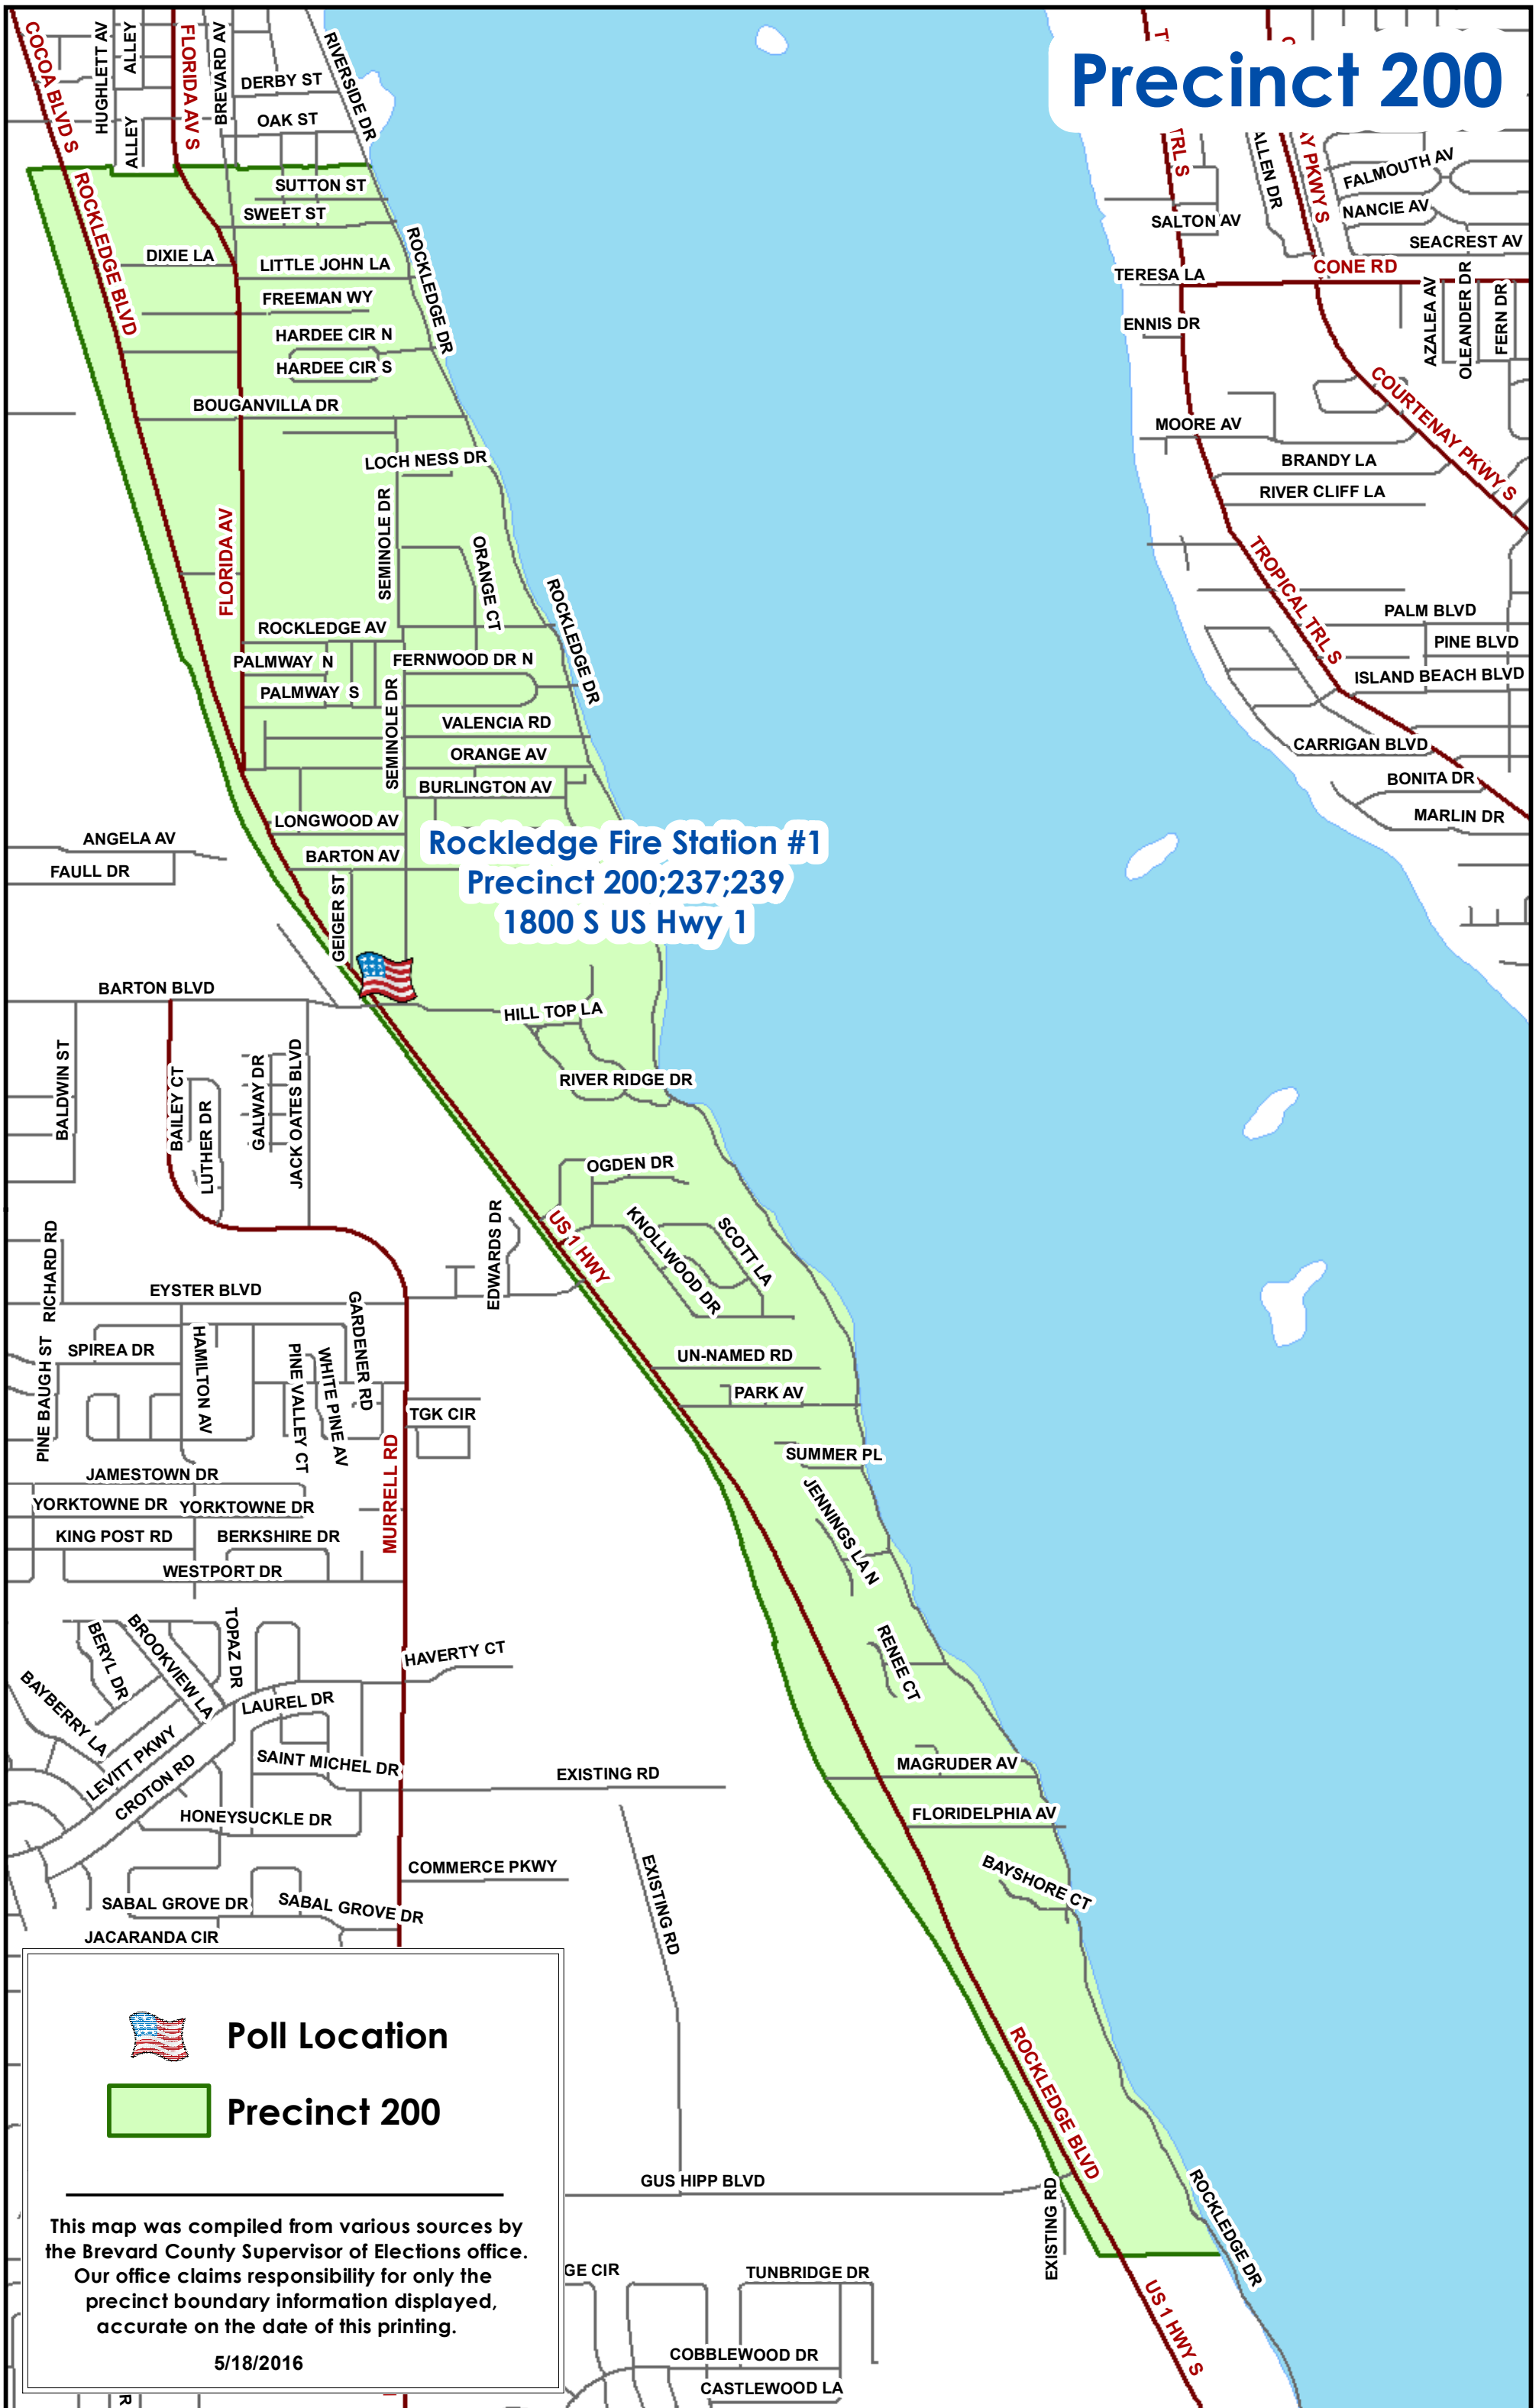 Precinct 200
COCOA BLVD S
HUGHLETT AV
ALLEY
ALLEY
FLORIDA AV S
BREVARD AV
DERBY ST
OAK ST
RIVERSIDE DR
SUTTON ST
SWEET ST
ROCKLEDGE BLVD
DIXIE LA
LITTLE JOHN LA
ROCKLEDGE DR
FREEMAN WY
HARDEE CIR N
HARDEE CIR S
BOUGANVILLA DR
LOCH NESS DR
SEMINOLE DR
ORANGE CT
FLORIDA AV
ROCKLEDGE AV
ROCKLEDGE DR
PALMWAY N
FERNWOOD DR N
PALMWAY S
SEMINOLE DR
VALENCIA RD
ORANGE AV
BURLINGTON AV
LONGWOOD AV
BARTON AV
GEIGER ST
Rockledge Fire Station #1
Precinct 200;237;239
1800 S US Hwy 1
TRL S
ALLEN DR
AY PKWY S
FALMOUTH AV
NANCIE AV
SALTON AV
SEACREST AV
TERESA LA
CONE RD
ENNIS DR
AZALEA AV
OLEANDER DR
FERN DR
COURTENAY PKWY S
MOORE AV
BRANDY LA
RIVER CLIFF LA
TROPICAL TRL S
PALM BLVD
PINE BLVD
ISLAND BEACH BLVD
CARRIGAN BLVD
BONITA DR
MARLIN DR
ANGELA AV
FAULL DR
BARTON BLVD
HILL TOP LA
RIVER RIDGE DR
BALDWIN ST
BAILEY CT
LUTHER DR
GALWAY DR
JACK OATES BLVD
OGDEN DR
KNOLLWOOD DR
SCOTT LA
US 1 HWY
EDWARDS DR
RICHARD RD
EYSTER BLVD
GARDENER RD
PINE BAUGH ST
SPIREA DR
HAMILTON AV
PINE VALLEY CT
WHITE PINE AV
TGK CIR
UN-NAMED RD
PARK AV
SUMMER PL
JENNINGS LA N
MURRELL RD
JAMESTOWN DR
YORKTOWNE DR
YORKTOWNE DR
KING POST RD
BERKSHIRE DR
WESTPORT DR
BERYL DR
BROOKVIEW LA
TOPAZ DR
HAVERTY CT
RENEE CT
BAYBERRY LA
LAUREL DR
LEVITT PKWY
CROTON RD
SAINT MICHEL DR
EXISTING RD
MAGRUDER AV
HONEYSUCKLE DR
FLORIDELPHIA AV
COMMERCE PKWY
BAYSHORE CT
EXISTING RD
SABAL GROVE DR
SABAL GROVE DR
JACARANDA CIR
ROCKLEDGE BLVD
GUS HIPP BLVD
EXISTING RD
ROCKLEDGE DR
GE CIR
TUNBRIDGE DR
US 1 HWY S
COBBLEWOOD DR
CASTLEWOOD LA
Poll Location
Precinct 200
This map was compiled from various sources by
the Brevard County Supervisor of Elections office.
Our office claims responsibility for only the
precinct boundary information displayed,
accurate on the date of this printing.
5/18/2016